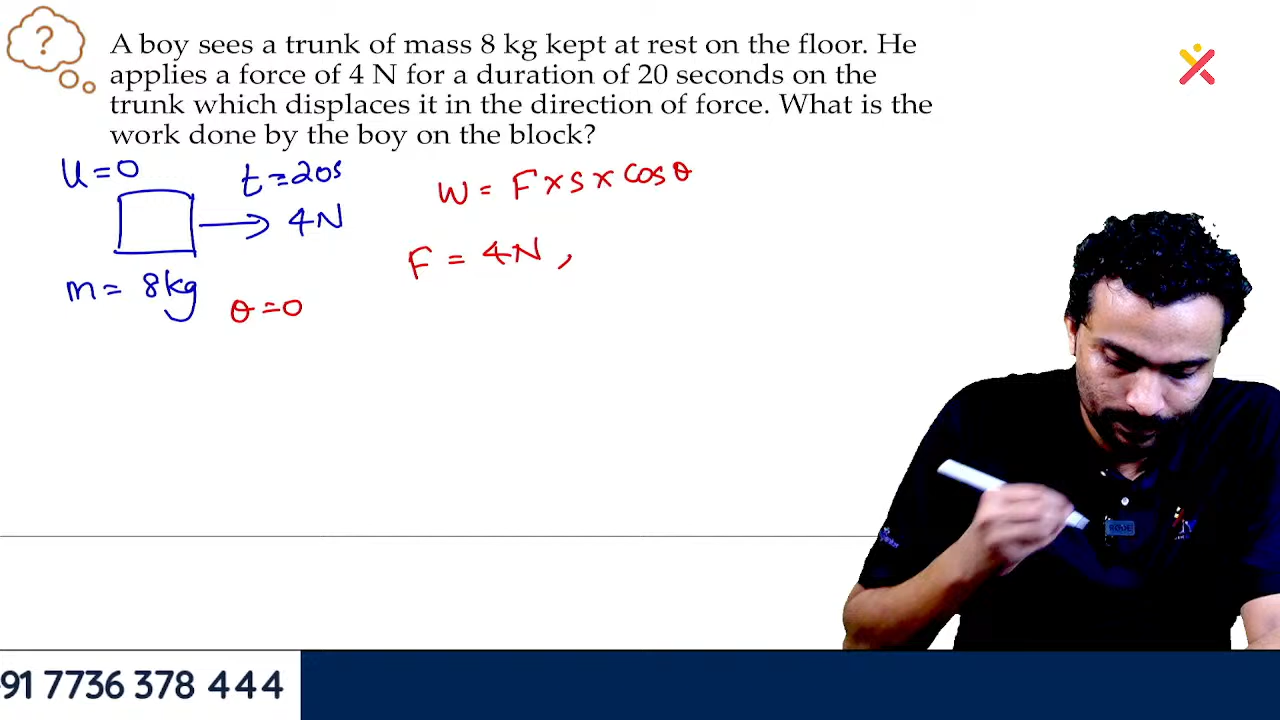 ?
A boy sees a trunk of mass 8 kg kept at rest on the floor. He
applies a force of 4 N for a duration of 20 seconds on the
trunk which displaces it in the direction of force. What is the
work done by the boy on the block?
u = 0
t = 20s
4N
m = 8kg
θ = 0
W = F × s × cos θ
F = 4N ,
91 7736 378 444